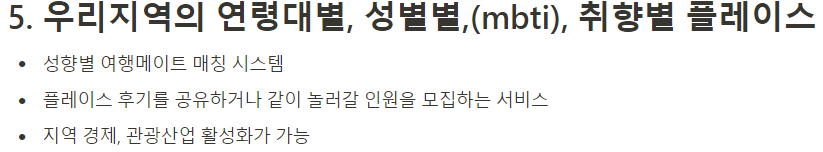 5. 우리지역의 연령대별, 성별별,(mbti), 취향별 플레이스
• 성향별 여행메이트 매칭 시스템
• 플레이스 후기를 공유하거나 같이 놀러갈 인원을 모집하는 서비스
• 지역 경제, 관광산업 활성화가 가능